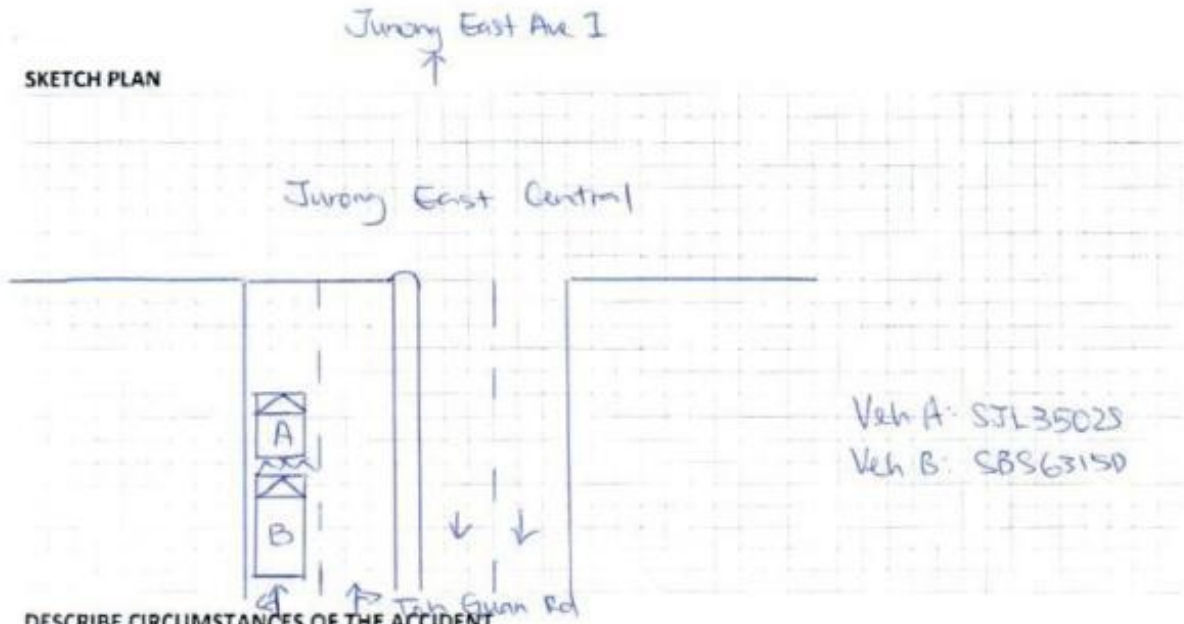 Jurong East Ave 1
SKETCH PLAN
Jurong East Central
A
B
Veh A: SJL3502S
Veh B: SBS6315D
Toh Guan Rd
DESCRIBE CIRCUMSTANCES OF THE ACCIDENT